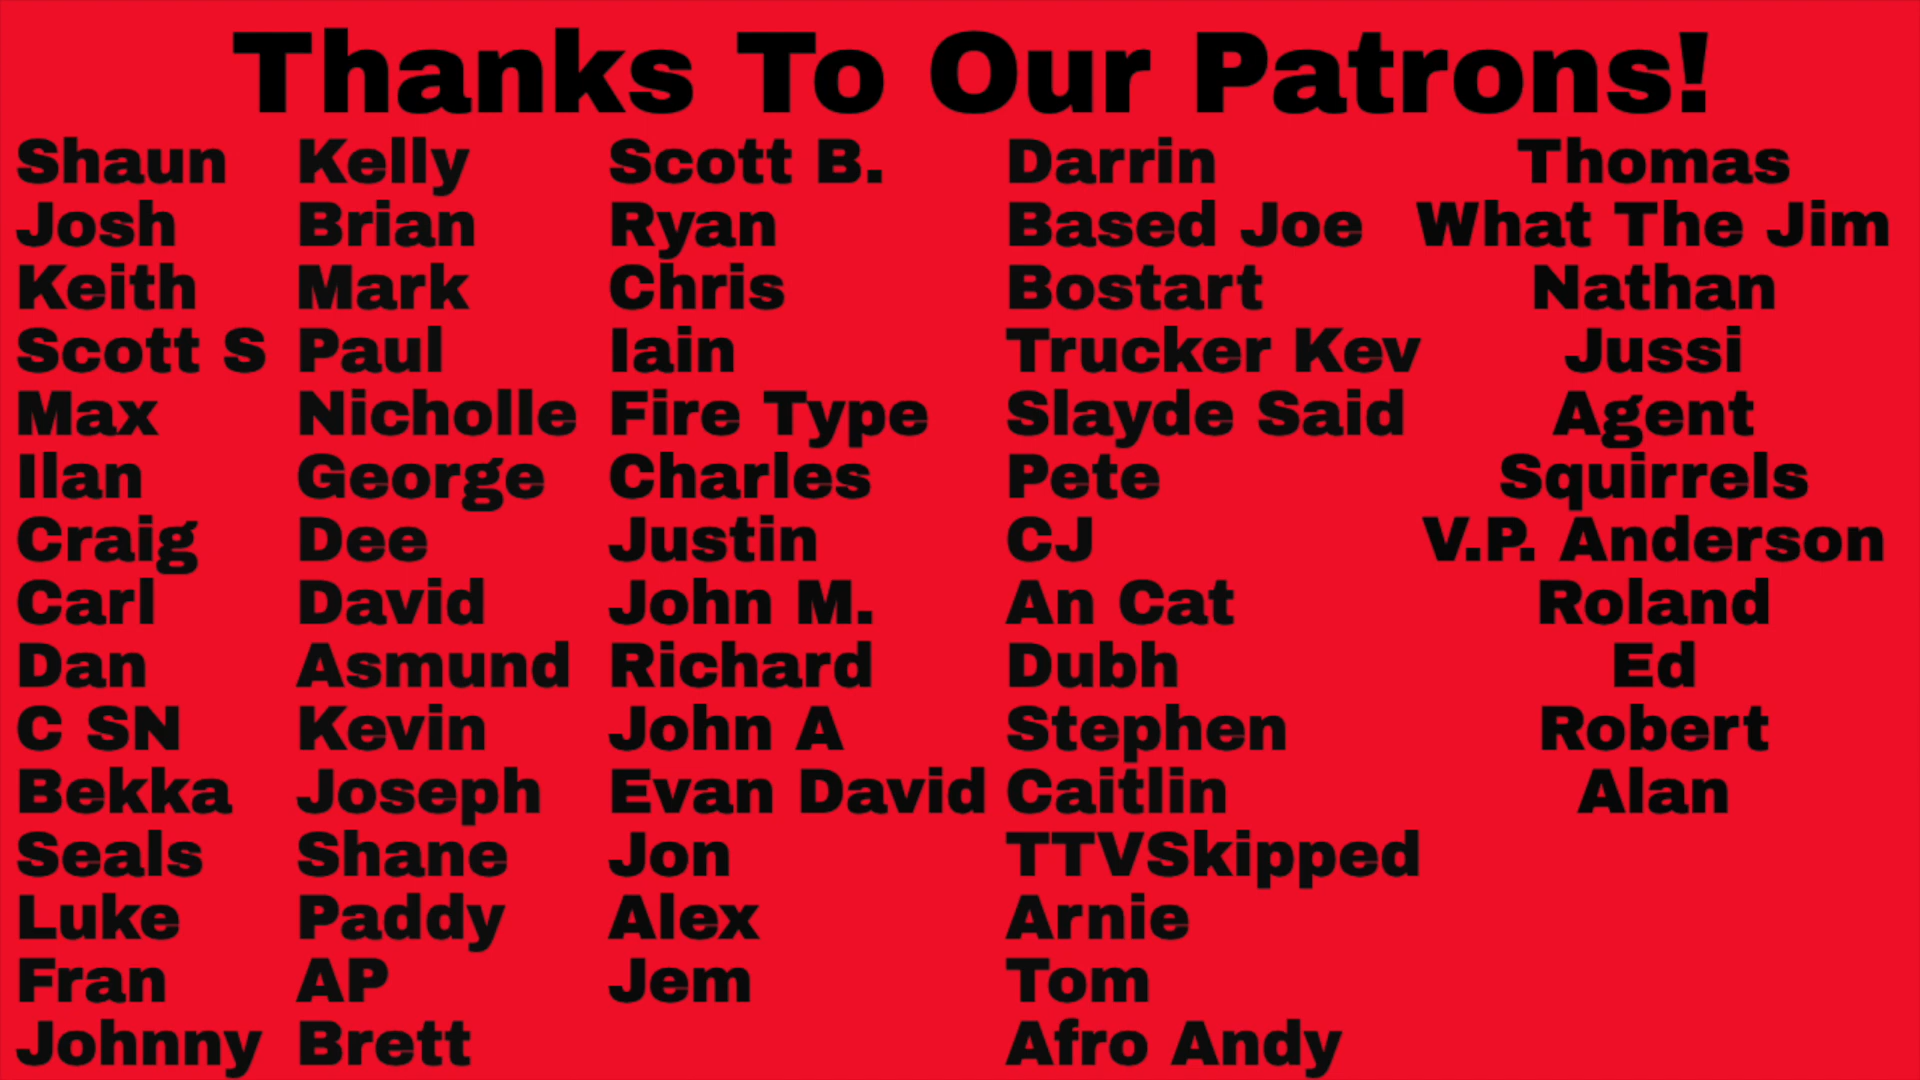 Thanks To Our Patrons!
Shaun
Josh
Keith
Scott S
Max
Ilan
Craig
Carl
Dan
C SN
Bekka
Seals
Luke
Fran
Johnny
Kelly
Brian
Mark
Paul
Nicholle
George
Dee
David
Asmund
Kevin
Joseph
Shane
Paddy
AP
Brett
Scott B.
Ryan
Chris
Iain
Fire Type
Charles
Justin
John M.
Richard
John A
Evan David
Jon
Alex
Jem
Darrin
Based Joe
Bostart
Trucker Kev
Slayde Said
Pete
CJ
An Cat
Dubh
Stephen
Caitlin
TTVSkipped
Arnie
Tom
Afro Andy
Thomas
What The Jim
Nathan
Jussi
Agent
Squirrels
V.P. Anderson
Roland
Ed
Robert
Alan